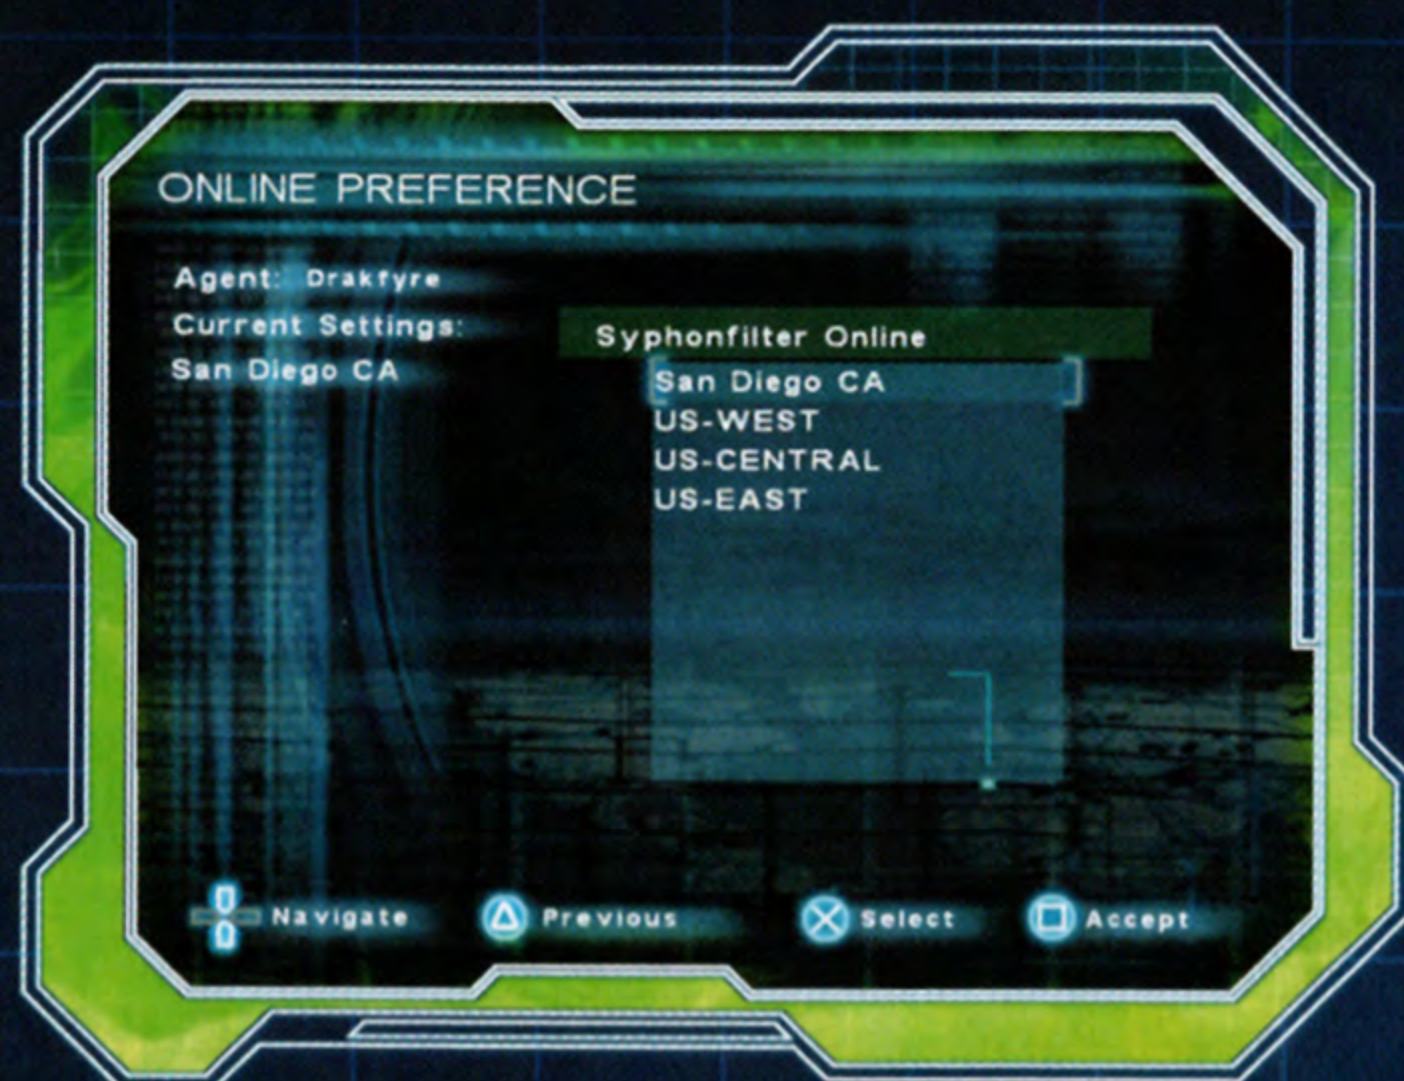 ONLINE PREFERENCE
Agent: Drakfyre
Current Settings:
San Diego CA
Syphonfilter Online
San Diego CA
US-WEST
US-CENTRAL
US-EAST
Navigate
Previous
Select
Accept